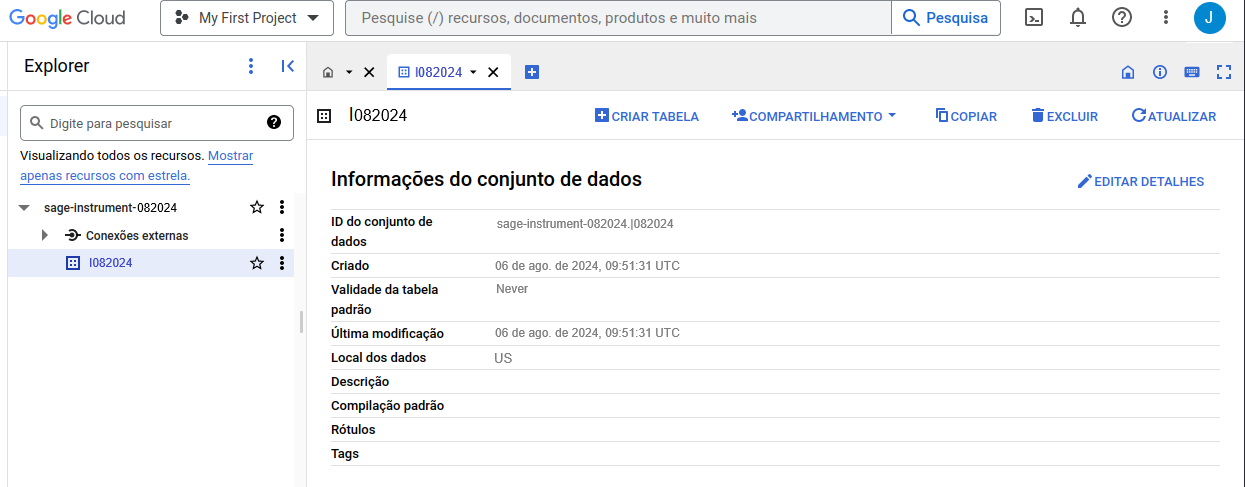 Google Cloud
My First Project
Pesquise (/) recursos, documentos, produtos e muito mais
Pesquisa
J
Explorer
Digite para pesquisar
Visualizando todos os recursos. Mostrar
apenas recursos com estrela.
sage-instrument-082024
Conexões externas
I082024
I082024
I082024
CRIAR TABELA
COMPARTILHAMENTO
COPIAR
EXCLUIR
ATUALIZAR
Informações do conjunto de dados
EDITAR DETALHES
ID do conjunto de
dados
sage-instrument-082024.|082024
Criado
06 de ago. de 2024, 09:51:31 UTC
Validade da tabela
padrão
Never
Última modificação
06 de ago. de 2024, 09:51:31 UTC
Local dos dados
US
Descrição
Compilação padrão
Rótulos
Tags